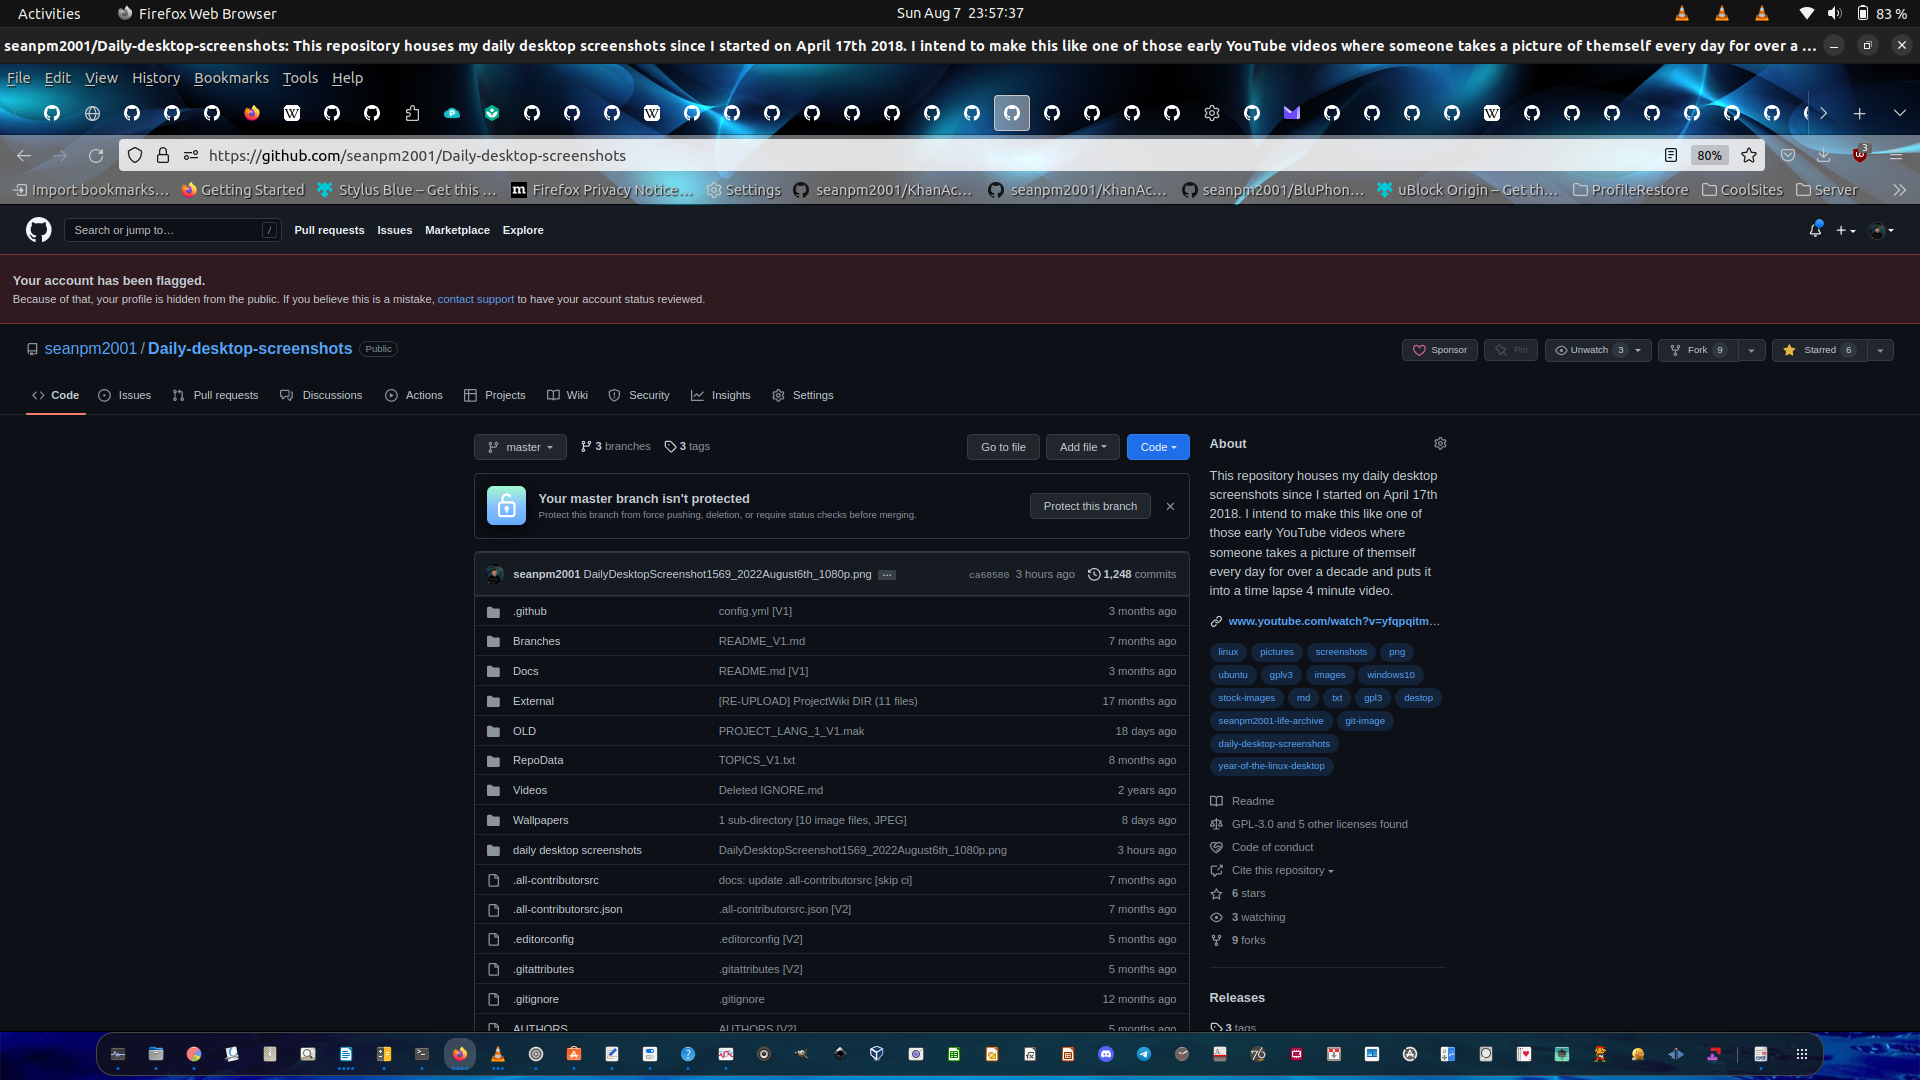 Activities
Firefox Web Browser
Sun Aug 7 23:57:37
83 %
seanpm2001/Daily-desktop-screenshots: This repository houses my daily desktop screenshots since I started on April 17th 2018. I intend to make this like one of those early YouTube videos where someone takes a picture of themself every day for over a ...
File Edit View History Bookmarks Tools Help
https://github.com/seanpm2001/Daily-desktop-screenshots
80%
3
Import bookmarks...
Getting Started
Stylus Blue – Get this ...
Firefox Privacy Notice...
Settings
seanpm2001/KhanAc...
seanpm2001/KhanAc...
seanpm2001/BluPhon...
uBlock Origin – Get th...
ProfileRestore
CoolSites
Server
Search or jump to...
/
Pull requests Issues Marketplace Explore
Your account has been flagged.
Because of that, your profile is hidden from the public. If you believe this is a mistake, contact support to have your account status reviewed.
seanpm2001 / Daily-desktop-screenshots Public
Sponsor
Pin
Unwatch 3
Fork 9
Starred 6
Code
Issues
Pull requests
Discussions
Actions
Projects
Wiki
Security
Insights
Settings
master
3 branches
3 tags
Go to file
Add file
Code
Your master branch isn't protected
Protect this branch from force pushing, deletion, or require status checks before merging.
Protect this branch
seanpm2001 DailyDesktopScreenshot1569_2022August6th_1080p.png ...
ca68580 3 hours ago
1,248 commits
.github config.yml [V1] 3 months ago
Branches README_V1.md 7 months ago
Docs README.md [V1] 3 months ago
External [RE-UPLOAD] ProjectWiki DIR (11 files) 17 months ago
OLD PROJECT_LANG_1_V1.mak 18 days ago
RepoData TOPICS_V1.txt 8 months ago
Videos Deleted IGNORE.md 2 years ago
Wallpapers 1 sub-directory [10 image files, JPEG] 8 days ago
daily desktop screenshots DailyDesktopScreenshot1569_2022August6th_1080p.png 3 hours ago
.all-contributorsrc docs: update .all-contributorsrc [skip ci] 7 months ago
.all-contributorsrc.json .all-contributorsrc.json [V2] 7 months ago
.editorconfig .editorconfig [V2] 5 months ago
.gitattributes .gitattributes [V2] 5 months ago
.gitignore .gitignore 12 months ago
AUTHORS AUTHORS [V2] 5 months ago
About
This repository houses my daily desktop
screenshots since I started on April 17th
2018. I intend to make this like one of
those early YouTube videos where
someone takes a picture of themself
every day for over a decade and puts it
into a time lapse 4 minute video.
www.youtube.com/watch?v=yfqpqitm...
linux pictures screenshots png
ubuntu gplv3 images windows10
stock-images md txt gpl3 destop
seanpm2001-life-archive git-image
daily-desktop-screenshots
year-of-the-linux-desktop
Readme
GPL-3.0 and 5 other licenses found
Code of conduct
Cite this repository
6 stars
3 watching
9 forks
Releases
3 tags